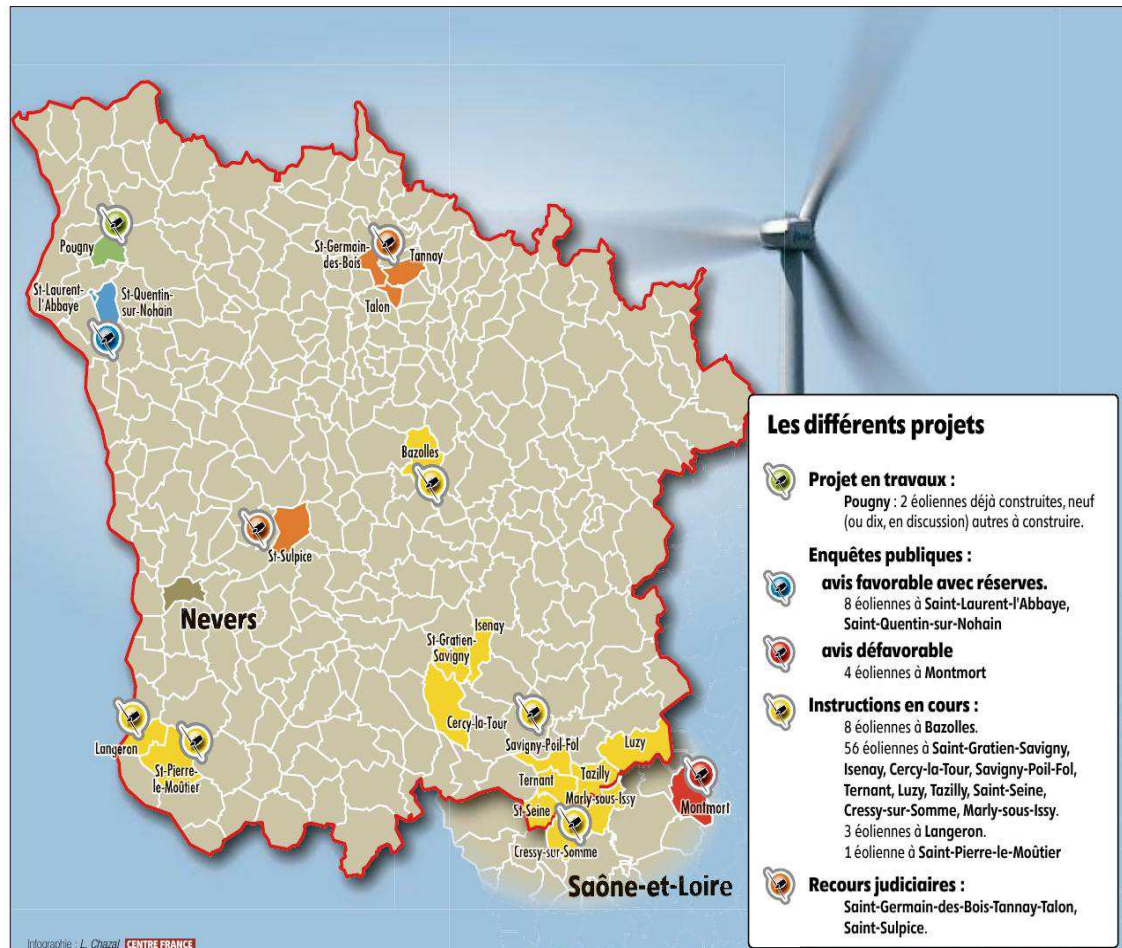 Pougny
St-Laurent-
l'Abbaye
St-Quentin-
sur-Nohain
St-Germain-
des-Bois
Tannay
Talon
Bazolles
St-Sulpice
Nevers
Isenay
St-Gratien-
Savigny
Cercy-la-Tour
Savigny-Poil-Fol
Luzy
Langeron
St-Pierre-
le-Moûtier
Ternant
Tazilly
St-Seine
Marly-sous-Issy
Montmort
Cressy-sur-Somme
Saône-et-Loire
Les différents projets
Projet en travaux :
Pougny : 2 éoliennes déjà construites, neuf
(ou dix, en discussion) autres à construire.
Enquêtes publiques :
avis favorable avec réserves.
8 éoliennes à Saint-Laurent-l'Abbaye,
Saint-Quentin-sur-Nohain
avis défavorable
4 éoliennes à Montmort
Instructions en cours :
8 éoliennes à Bazolles.
56 éoliennes à Saint-Gratien-Savigny,
Isenay, Cercy-la-Tour, Savigny-Poil-Fol,
Ternant, Luzy, Tazilly, Saint-Seine,
Cressy-sur-Somme, Marly-sous-Issy.
3 éoliennes à Langeron.
1 éolienne à Saint-Pierre-le-Moûtier
Recours judiciaires :
Saint-Germain-des-Bois-Tannay-Talon,
Saint-Sulpice.
Infographie : L. Chazal CENTRE FRANCE